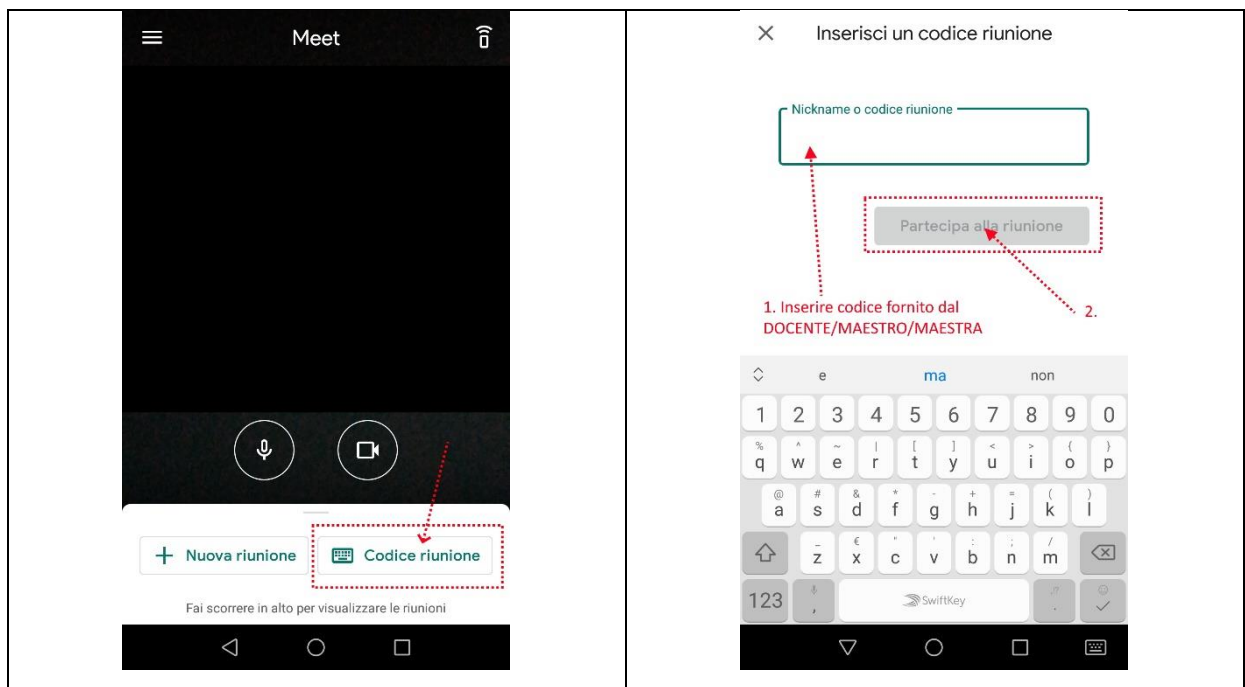 Meet
+ Nuova riunione
Codice riunione
Fai scorrere in alto per visualizzare le riunioni
Inserisci un codice riunione
Nickname o codice riunione
Partecipa alla riunione
1. Inserire codice fornito dal
DOCENTE/MAESTRO/MAESTRA
2.
e ma non
1 2 3 4 5 6 7 8 9 0
% ^ ~ | [ ] < > { }
q w e r t y u i o p
@ # & * - + = ( )
a s d f g h j k l
_ € " ' : ; /
z x c v b n m
123 , SwiftKey ,!? .